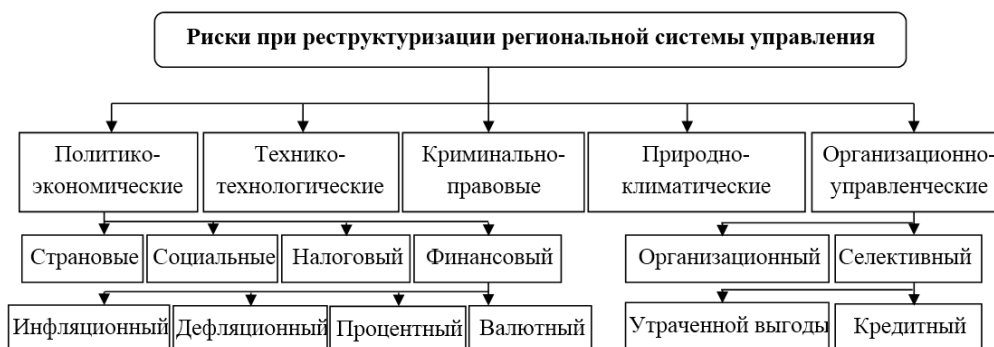 Риски при реструктуризации региональной системы управления
Политико-
экономические
Технико-
технологические
Криминально-
правовые
Природно-
климатические
Организационно-
управленческие
Страновые
Социальные
Налоговый
Финансовый
Организационный
Селективный
Инфляционный
Дефляционный
Процентный
Валютный
Утраченной выгоды
Кредитный